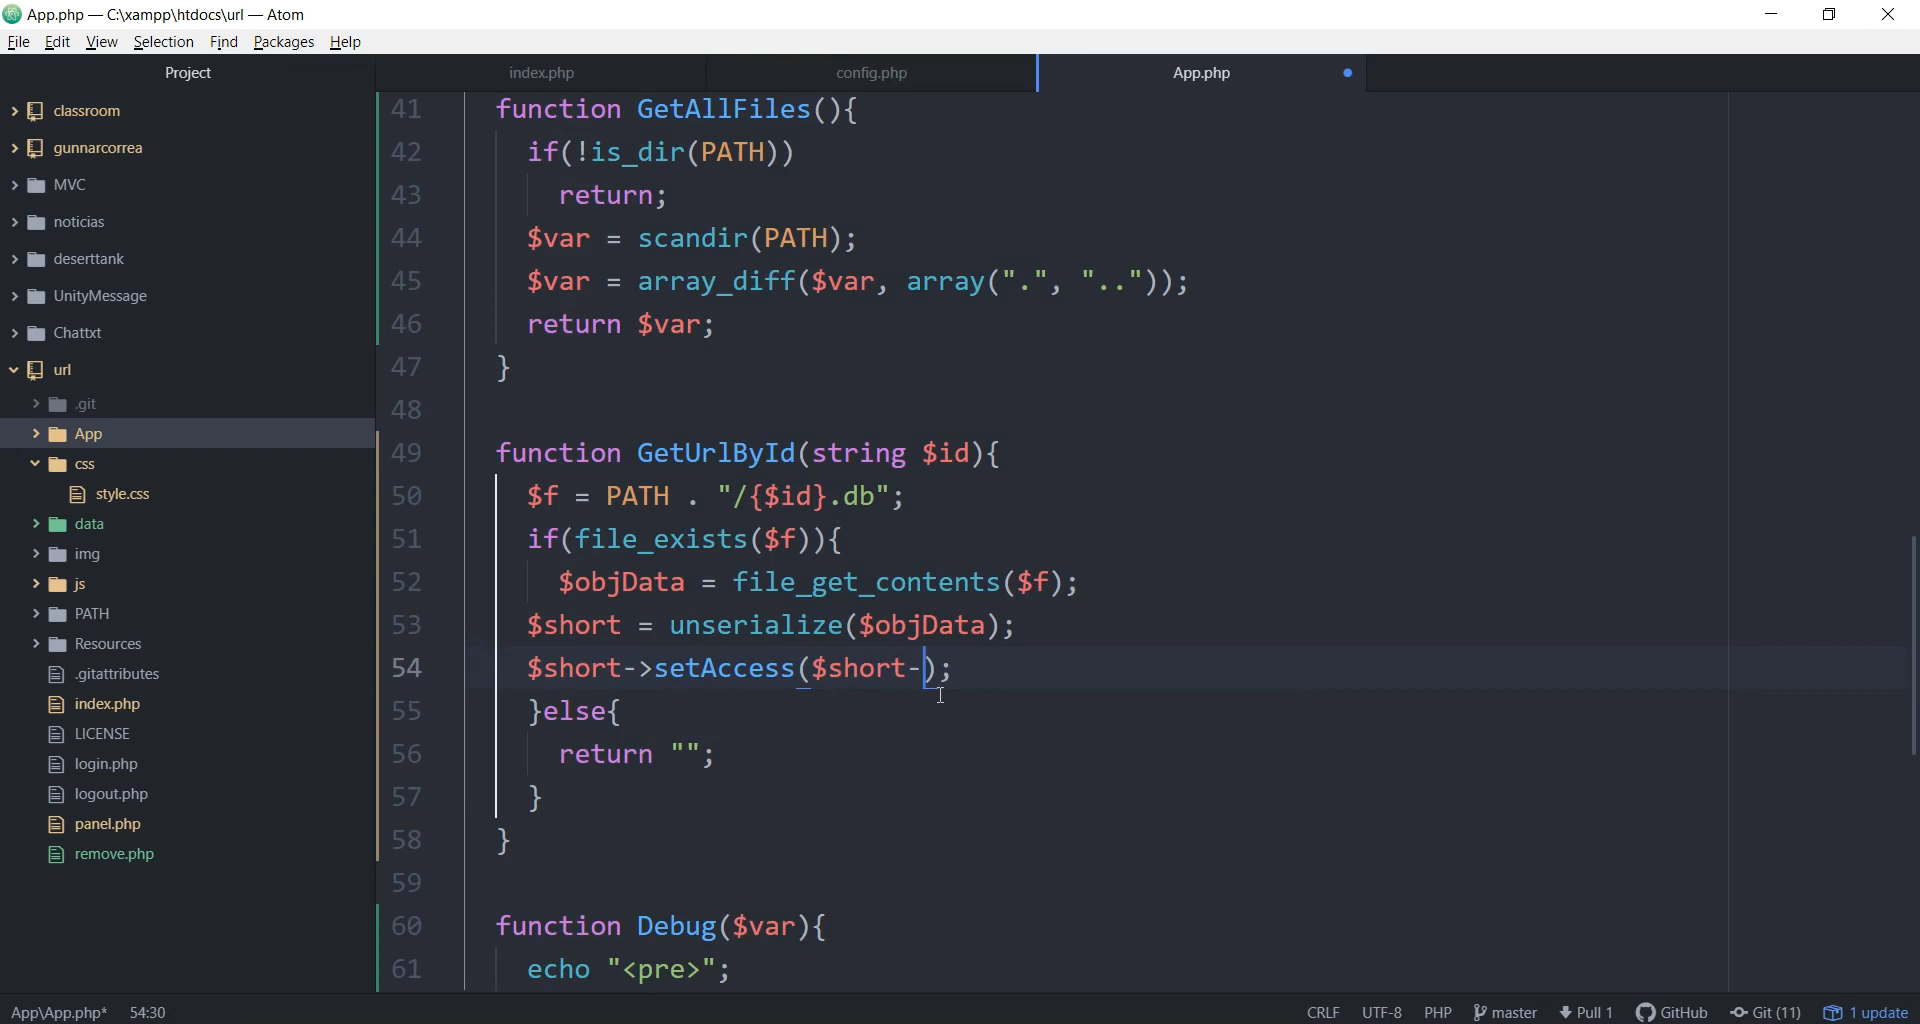 App.php — C:\xampp\htdocs\url — Atom
File Edit View Selection Find Packages Help
Project
classroom
gunnarcorrea
MVC
noticias
deserttank
UnityMessage
Chattxt
url
.git
App
css
style.css
data
img
js
PATH
Resources
.gitattributes
index.php
LICENSE
login.php
logout.php
panel.php
remove.php
index.php config.php App.php
41 function GetAllFiles(){
42 if(!is_dir(PATH))
43 return;
44 $var = scandir(PATH);
45 $var = array_diff($var, array(".", ".."));
46 return $var;
47 }
48
49 function GetUrlById(string $id){
50 $f = PATH . "/{$id}.db";
51 if(file_exists($f)){
52 $objData = file_get_contents($f);
53 $short = unserialize($objData);
54 $short->setAccess($short-);
55 }else{
56 return "";
57 }
58 }
59
60 function Debug($var){
61 echo "<pre>";
App\App.php* 54:30 CRLF UTF-8 PHP master Pull 1 GitHub Git (11) 1 update